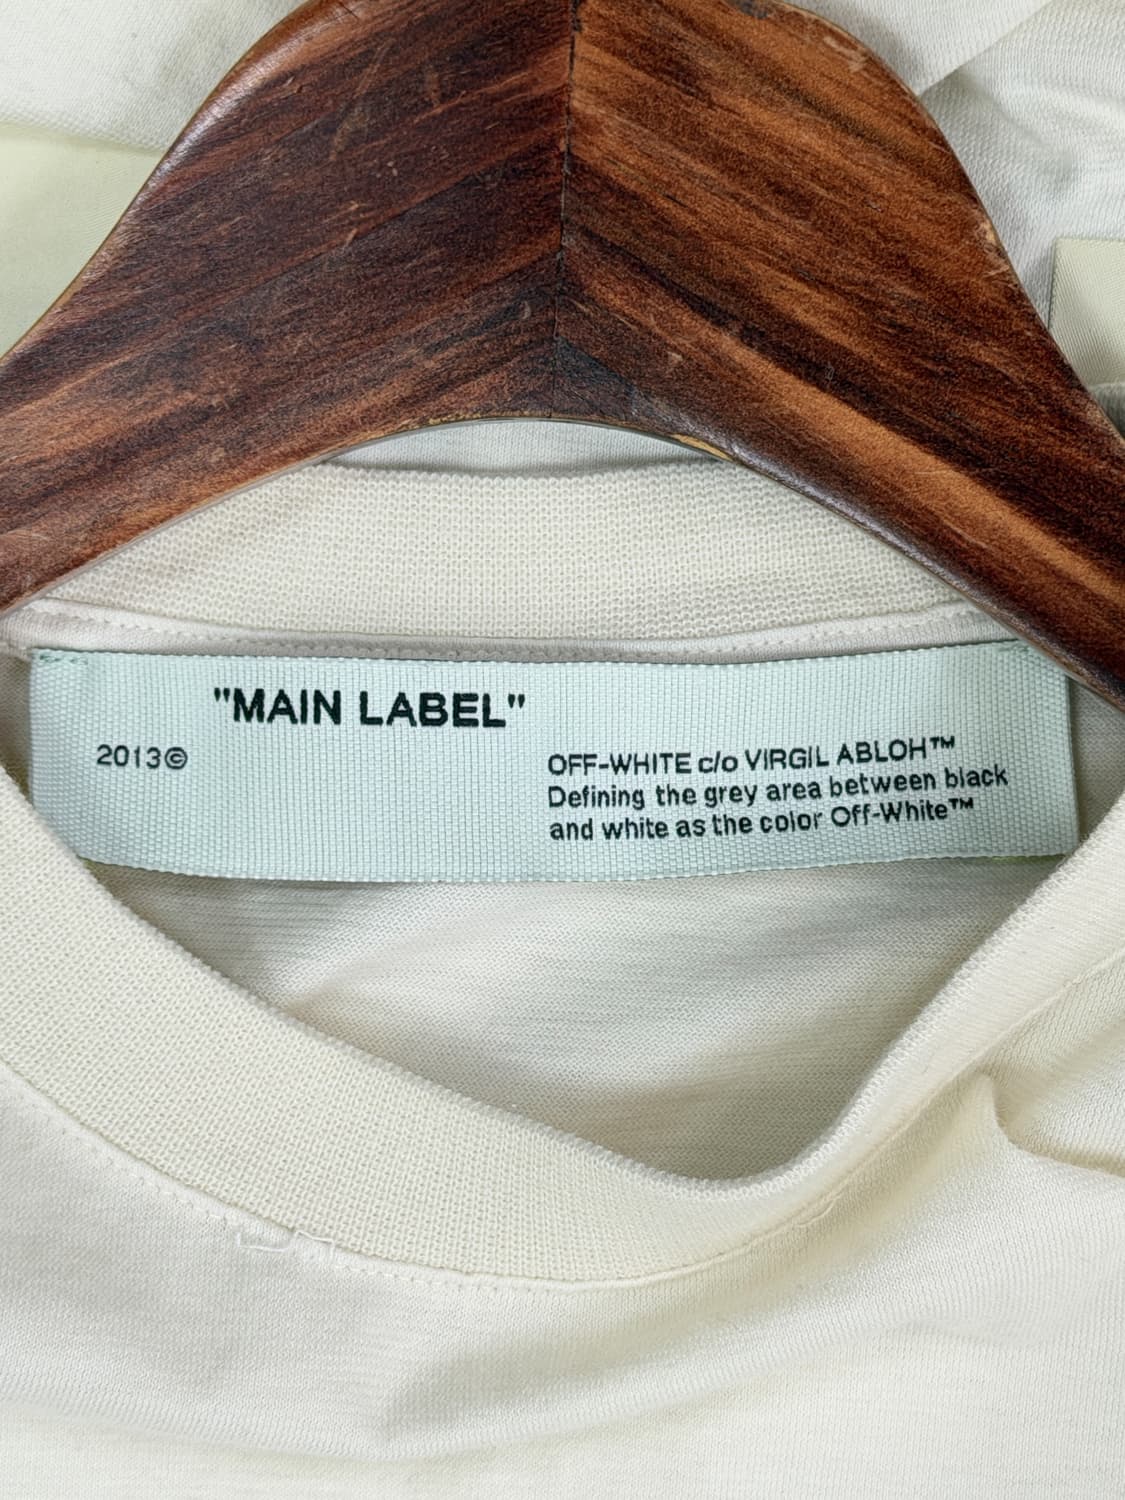 "MAIN LABEL"
2013©
OFF-WHITE c/o VIRGIL ABLOH™
Defining the grey area between black
and white as the color Off-White™